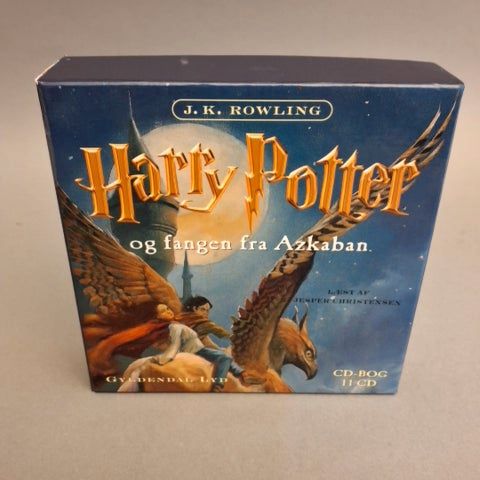 J. K. ROWLING
Harry Potter
og fangen fra Azkaban
LÆST AF
JESPER CHRISTENSEN
GYLDENDAL LYD
CD-BOG
11 CD